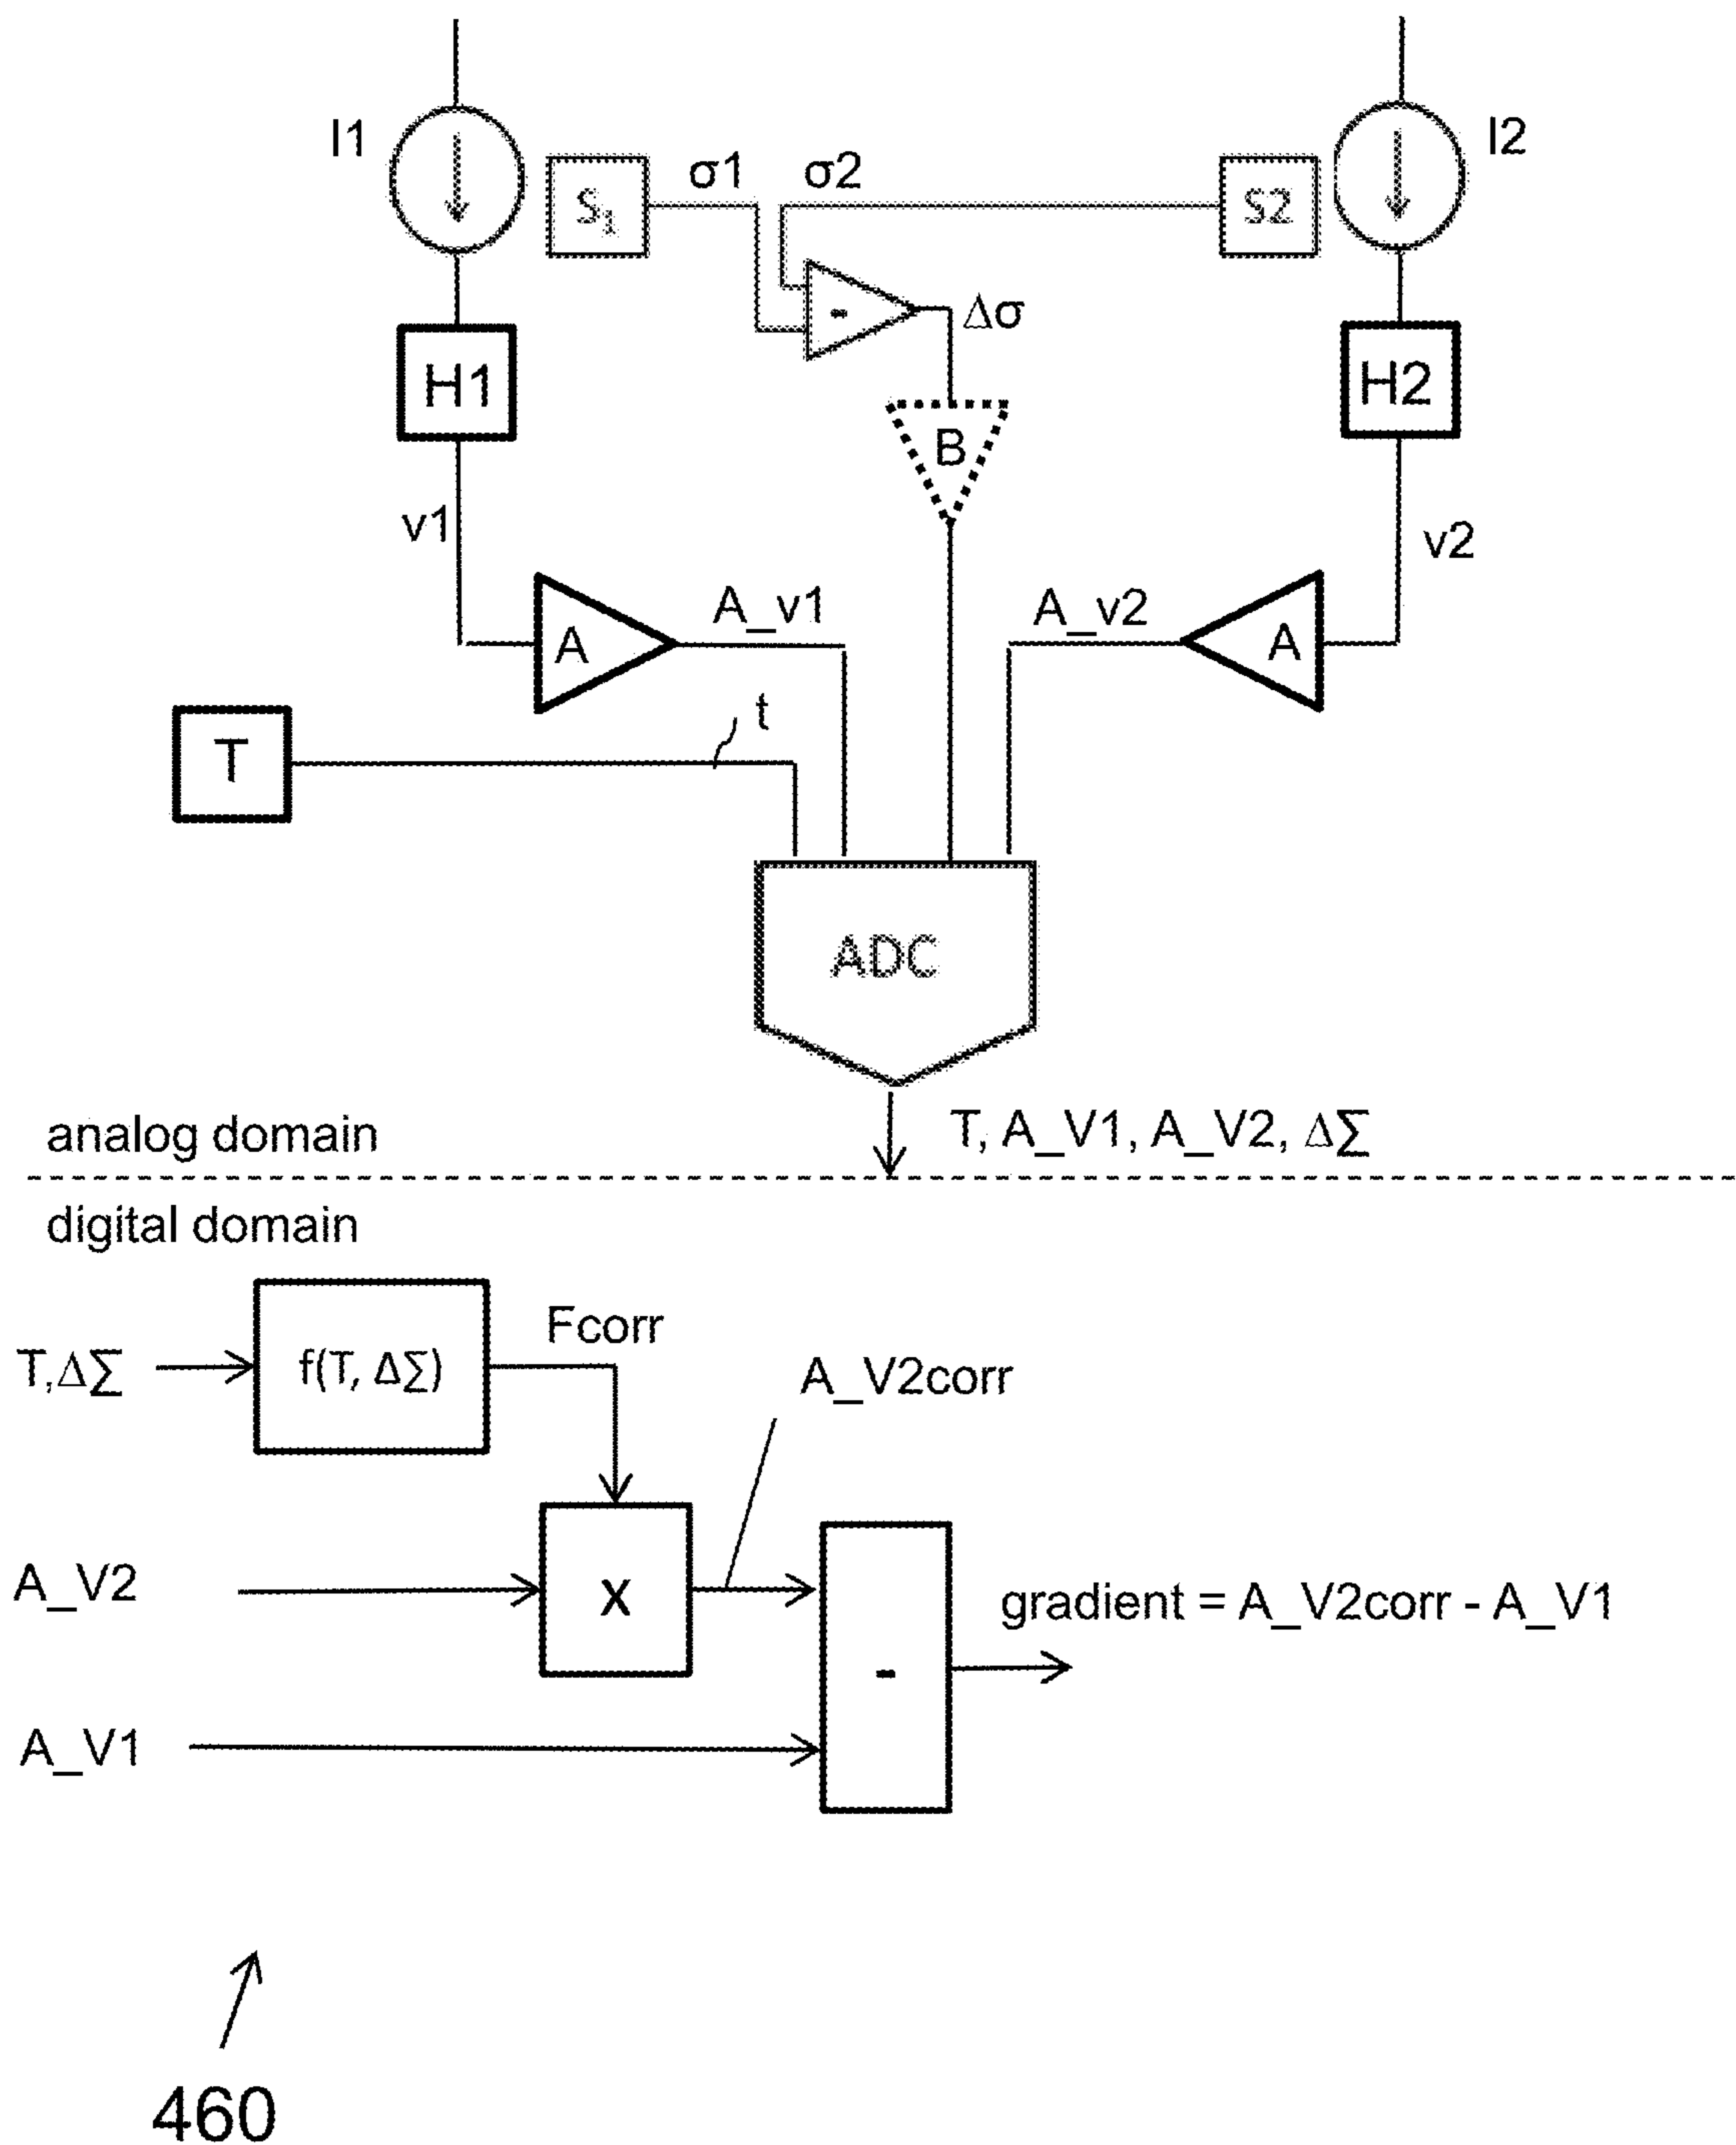 I1
I2
S1
σ1
σ2
S2
-
Δσ
H1
H2
B
v1
v2
A
A_v1
A_v2
A
t
T
ADC
analog domain
T, A_V1, A_V2, Δ∑
digital domain
Fcorr
T,Δ∑
f(T, Δ∑)
A_V2corr
A_V2
X
gradient = A_V2corr - A_V1
-
A_V1
460